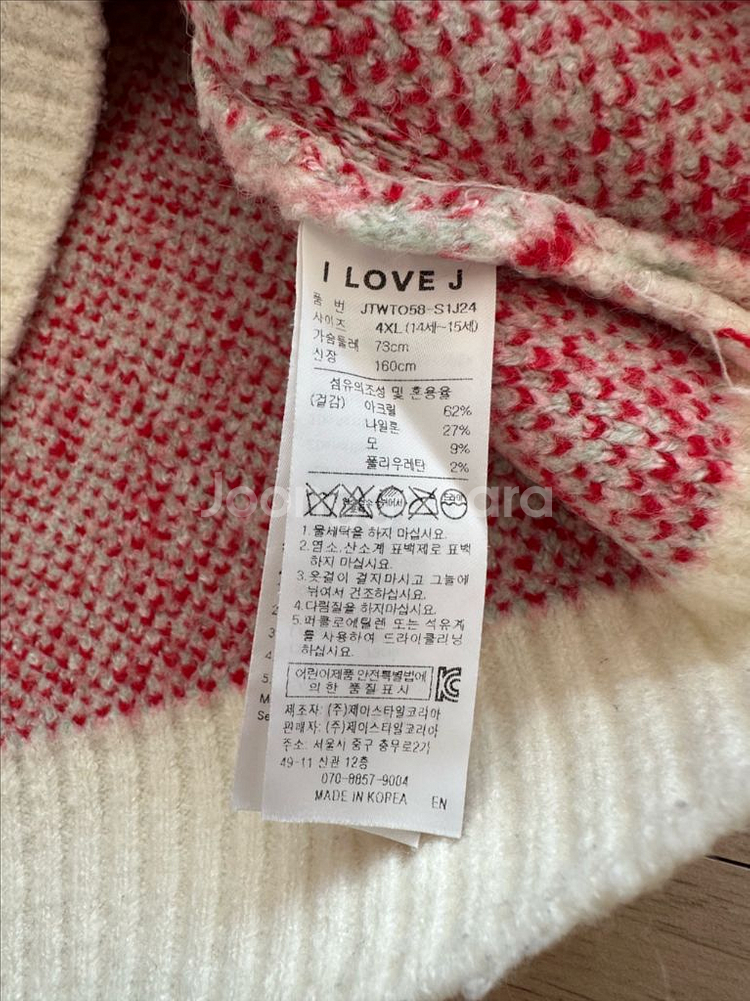 I LOVE J
품 번 JTWTO58-S1J24
사이즈 4XL(14세~15세)
가슴둘레 73cm
신장 160cm
섬유의조성 및 혼용율
(겉감) 아크릴 62%
나일론 27%
모 9%
폴리우레탄 2%
1.물세탁을 하지 마십시요.
2.염소.산소계 표백제로 표백
하지 마십시요.
3.옷걸이 걸지마시고 그늘에
뉘어서 건조하십시요.
4.다림질을 하지마십시요.
5.퍼클로에틸렌 또는 석유계
를 사용하여 드라이클리닝
하십시요.
어린이제품 안전특별법에
의한 품질표시
제조자: (주)제이스타일코리아
판매자: (주)제이스타일코리아
주소: 서울시 중구 충무로2가
49-11 신관 12층
070-8857-9004
MADE IN KOREA EN